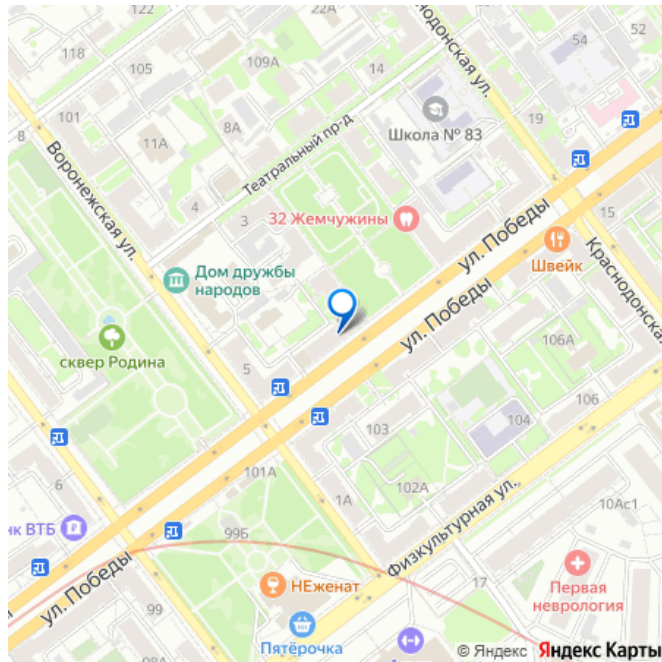 122А
52
118
105
109А
14
54
Краснодонская ул.
101
8А
Школа № 83
19
8
11А
Театральный пр-д
Воронежская ул.
4
3
32 Жемчужины
15
ул. Победы
Швейк
Дом дружбы
народов
ул. Победы
Краснодонская
сквер Родина
106А
5
106
104
103
101А
6
102А
1А
10Ас1
нк ВТБ
99Б
Физкультурная ул.
ул. Победы
НЕженат
17
Первая
неврология
99
Пятёрочка
98А
© Яндекс Яндекс Карты